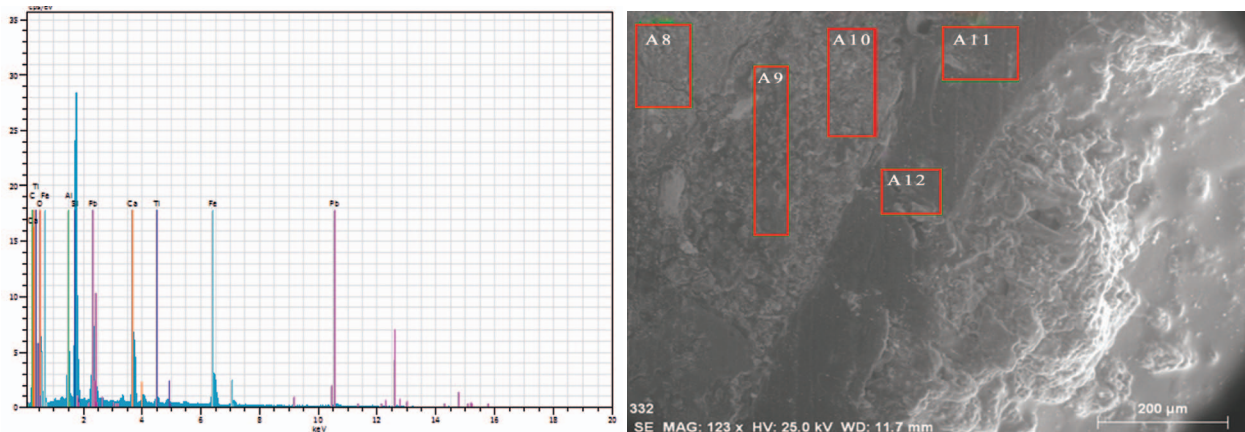 cps/eV
35
30
25
20
15
10
5
0
Ti
C O Fe Al Si Pb Ca Ti Fe Pb
Ca
2 4 6 8 10 12 14 16 18 20
keV
A8 A10 A11
A9
A12
332
200 µm
SE MAG: 123 x HV: 25.0 kV WD: 11.7 mm